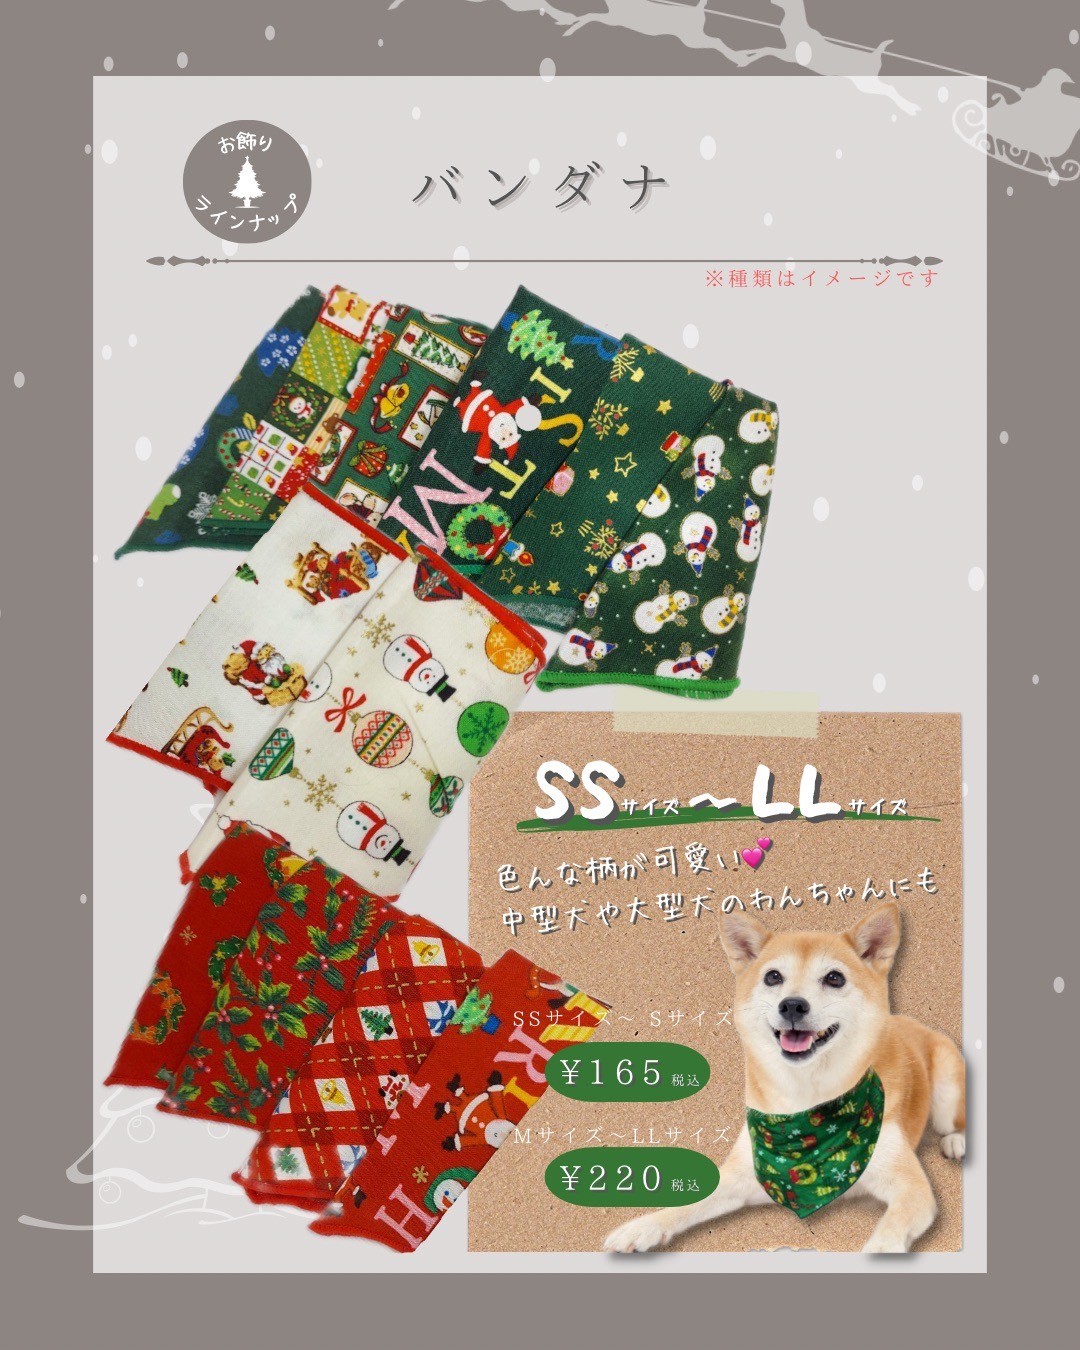 お飾り
ラインナップ
バンダナ
※種類はイメージです
SSサイズ〜LLサイズ
色んな柄が可愛い💕
中型犬や大型犬のわんちゃんにも
SSサイズ〜 Sサイズ
¥165税込
Mサイズ〜LLサイズ
¥220税込